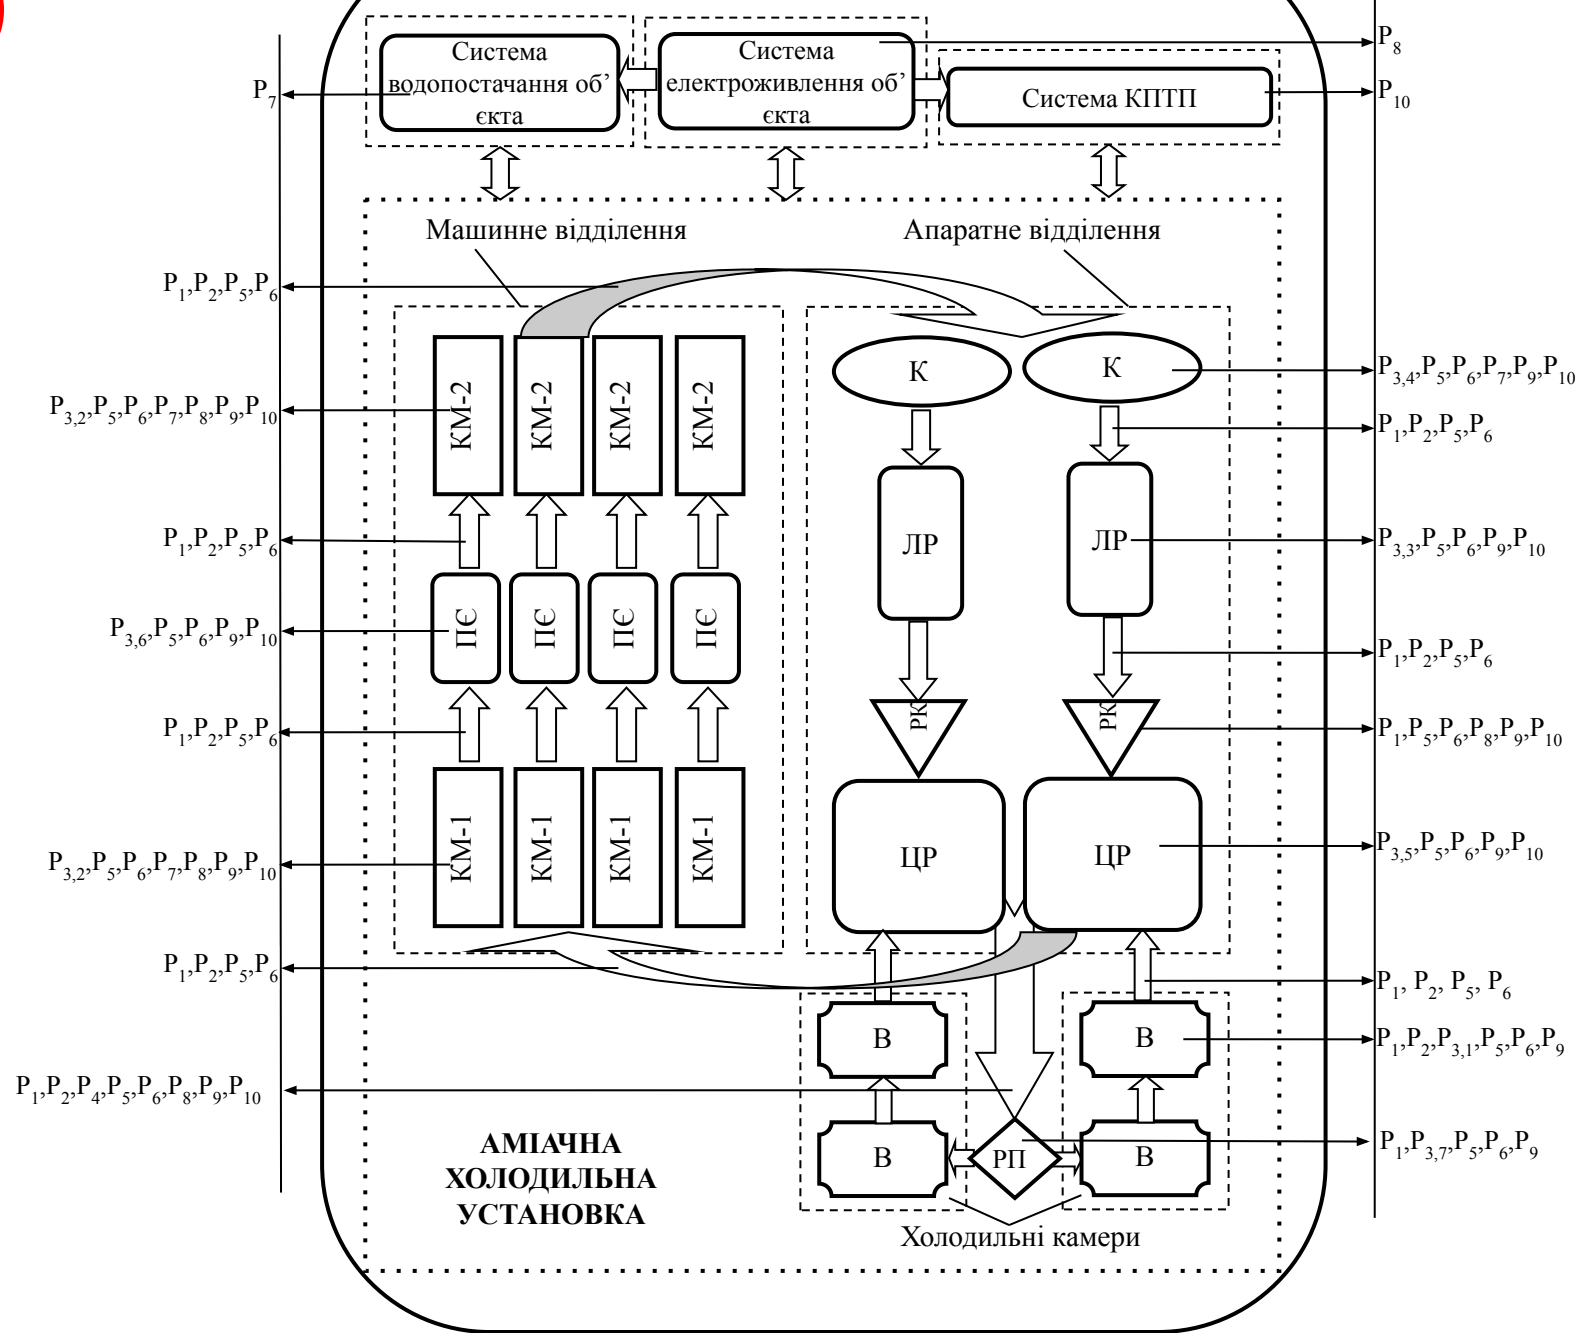 Система
водопостачання об’
єкта
Система
електроживлення об’
єкта
Система КПТП
P8
P7
P10
Машинне відділення
Апаратне відділення
P1,P2,P5,P6
КМ-2
КМ-2
КМ-2
КМ-2
К
К
P3,4,P5,P6,P7,P9,P10
P3,2,P5,P6,P7,P8,P9,P10
P1,P2,P5,P6
P1,P2,P5,P6
ЛР
ЛР
P3,3,P5,P6,P9,P10
P3,6,P5,P6,P9,P10
ПЄ
ПЄ
ПЄ
ПЄ
P1,P2,P5,P6
P1,P2,P5,P6
РК
РК
P1,P5,P6,P8,P9,P10
P3,2,P5,P6,P7,P8,P9,P10
КМ-1
КМ-1
КМ-1
КМ-1
ЦР
ЦР
P3,5,P5,P6,P9,P10
P1,P2,P5,P6
P1, P2, P5, P6
В
В
P1,P2,P3,1,P5,P6,P9
P1,P2,P4,P5,P6,P8,P9,P10
АМІАЧНА
ХОЛОДИЛЬНА
УСТАНОВКА
В
РП
В
P1,P3,7,P5,P6,P9
Холодильні камери